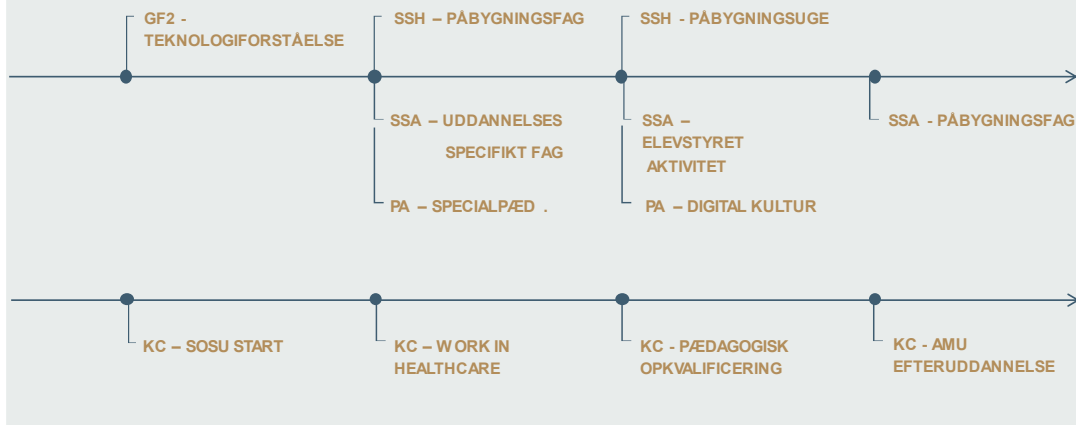 GF2 -
TEKNOLOGIFORSTÅELSE
SSH – PÅBYGNINGSFAG
SSH - PÅBYGNINGSUGE
SSA – UDDANNELSES
SPECIFIKT FAG
SSA –
ELEVSTYRET
AKTIVITET
SSA - PÅBYGNINGSFAG
PA – SPECIALPÆD .
PA – DIGITAL KULTUR
KC – SOSU START
KC – WORK IN
HEALTHCARE
KC - PÆDAGOGISK
OPKVALIFICERING
KC - AMU
EFTERUDDANNELSE